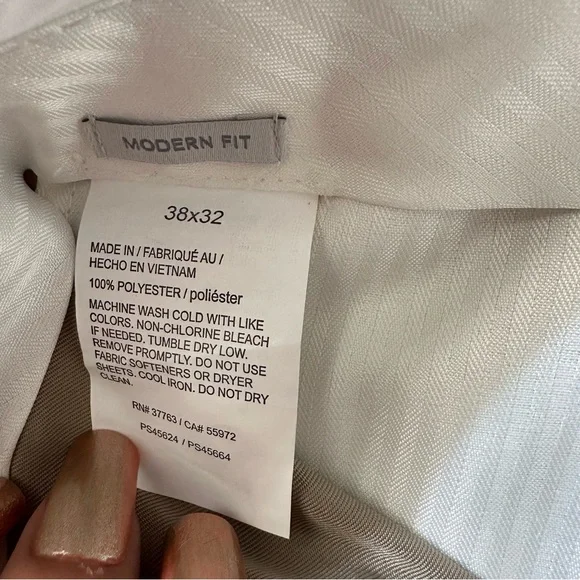 MODERN FIT
38x32
MADE IN / FABRIQUÉ AU /
HECHO EN VIETNAM
100% POLYESTER / poliéster
MACHINE WASH COLD WITH LIKE
COLORS. NON-CHLORINE BLEACH
IF NEEDED. TUMBLE DRY LOW.
REMOVE PROMPTLY. DO NOT USE
FABRIC SOFTENERS OR DRYER
SHEETS. COOL IRON. DO NOT DRY
CLEAN.
RN# 37763 / CA# 55972
PS45624 / PS45664